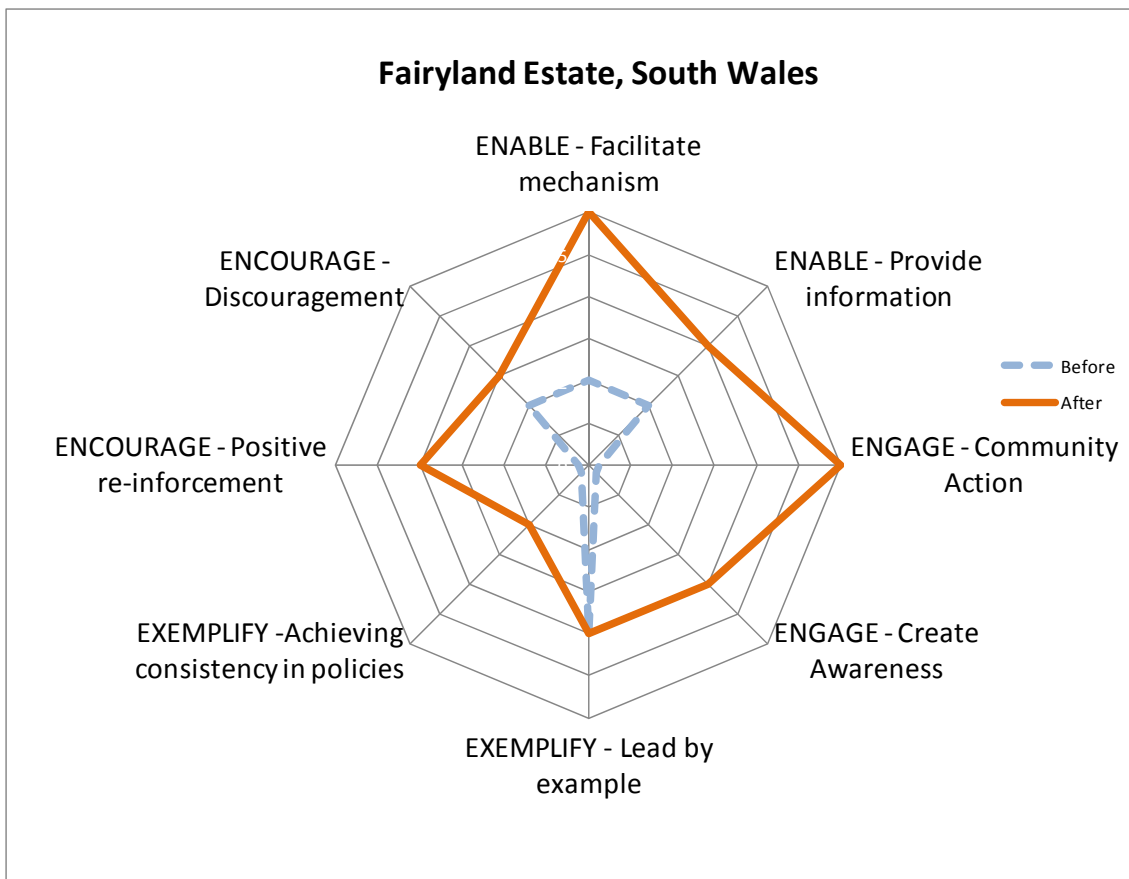 Fairyland Estate, South Wales
ENABLE - Facilitate
mechanism
ENCOURAGE -
Discouragement
ENABLE - Provide
information
Before
After
ENCOURAGE - Positive
re-inforcement
ENGAGE - Community
Action
EXEMPLIFY -Achieving
consistency in policies
ENGAGE - Create
Awareness
EXEMPLIFY - Lead by
example